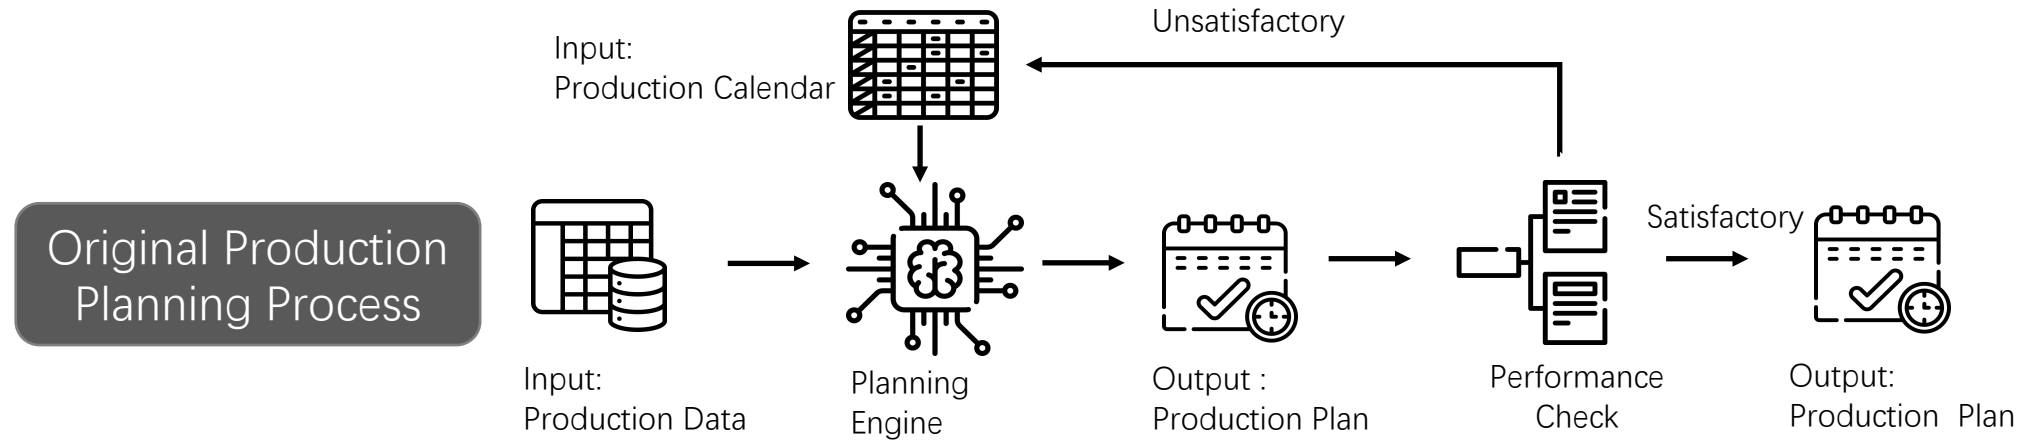 Unsatisfactory
Input:
Production Calendar
Original Production
Planning Process
Satisfactory
Input:
Production Data
Planning
Engine
Output :
Production Plan
Performance
Check
Output:
Production Plan